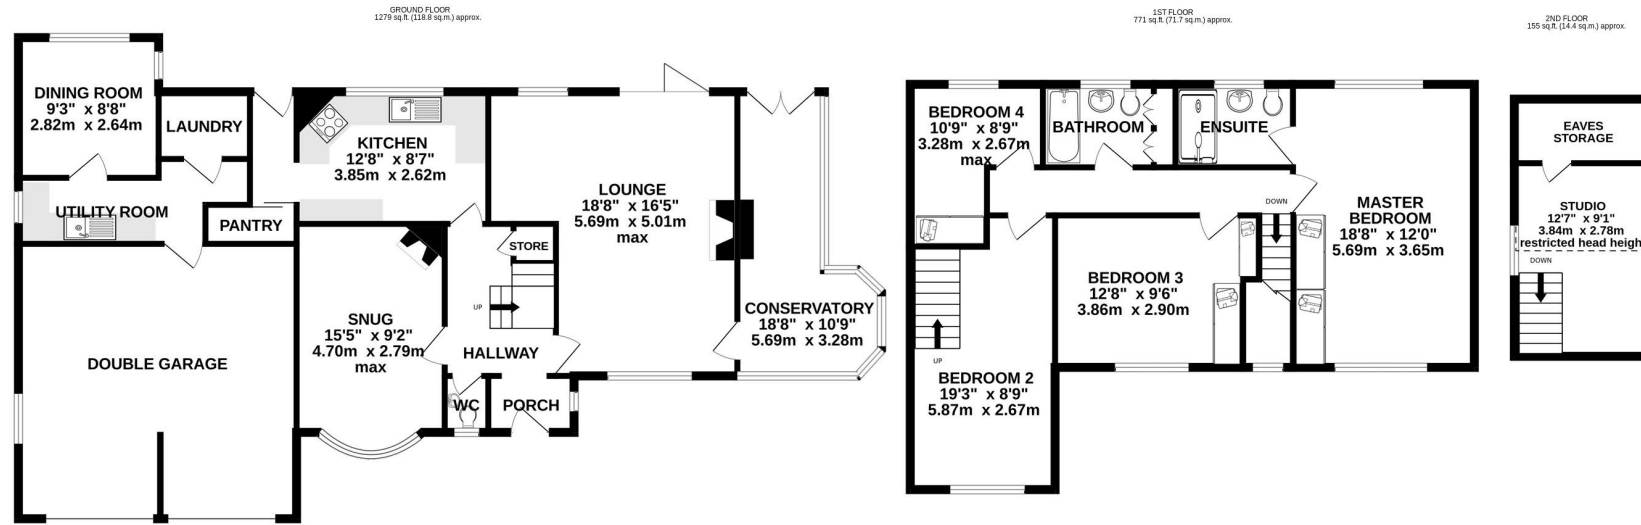 GROUND FLOOR
1279 sq.ft. (118.8 sq.m.) approx.
DINING ROOM
9'3" x 8'8"
2.82m x 2.64m
LAUNDRY
KITCHEN
12'8" x 8'7"
3.85m x 2.62m
UTILITY ROOM
PANTRY
LOUNGE
18'8" x 16'5"
5.69m x 5.01m
max
STORE
UP
SNUG
15'5" x 9'2"
4.70m x 2.79m
max
HALLWAY
CONSERVATORY
18'8" x 10'9"
5.69m x 3.28m
DOUBLE GARAGE
WC
PORCH
1ST FLOOR
771 sq.ft. (71.7 sq.m.) approx.
BEDROOM 4
10'9" x 8'9"
3.28m x 2.67m
max
BATHROOM
ENSUITE
DOWN
MASTER
BEDROOM
18'8" x 12'0"
5.69m x 3.65m
BEDROOM 3
12'8" x 9'6"
3.86m x 2.90m
UP
BEDROOM 2
19'3" x 8'9"
5.87m x 2.67m
2ND FLOOR
155 sq.ft. (14.4 sq.m.) approx.
EAVES
STORAGE
STUDIO
12'7" x 9'1"
3.84m x 2.78m
restricted head heigh
DOWN